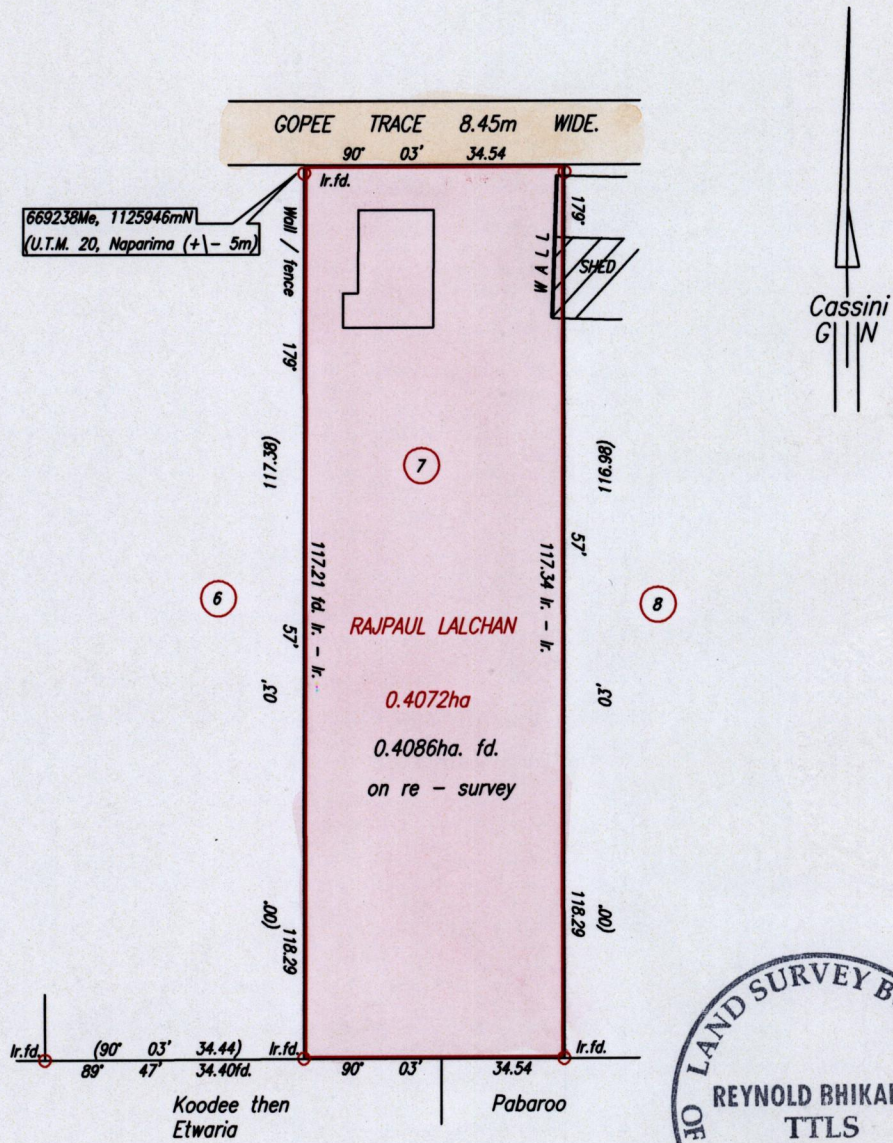 GOPEE TRACE 8.45m WIDE.
90° 03' 34.54
Ir.fd.
669238Me, 1125946mN
(U.T.M. 20, Naparima (+\- 5m)
Wall / fence
179°
WALL
SHED
179°
Cassini
G N
(117.38)
7
(116.98)
117.21 fd. Ir. - Ir.
57'
117.34 Ir. - Ir.
57'
6
8
RAJPAUL LALCHAN
03'
03'
0.4072ha
0.4086ha. fd.
on re - survey
00)
118.29
118.29
00)
Ir.fd. (90° 03' 34.44) Ir.fd.
89° 47' 34.40fd.
90° 03' 34.54
Ir.fd.
Koodee then
Etwaria
Pabaroo
OF LAND SURVEY B
REYNOLD BHIKA
TTLS